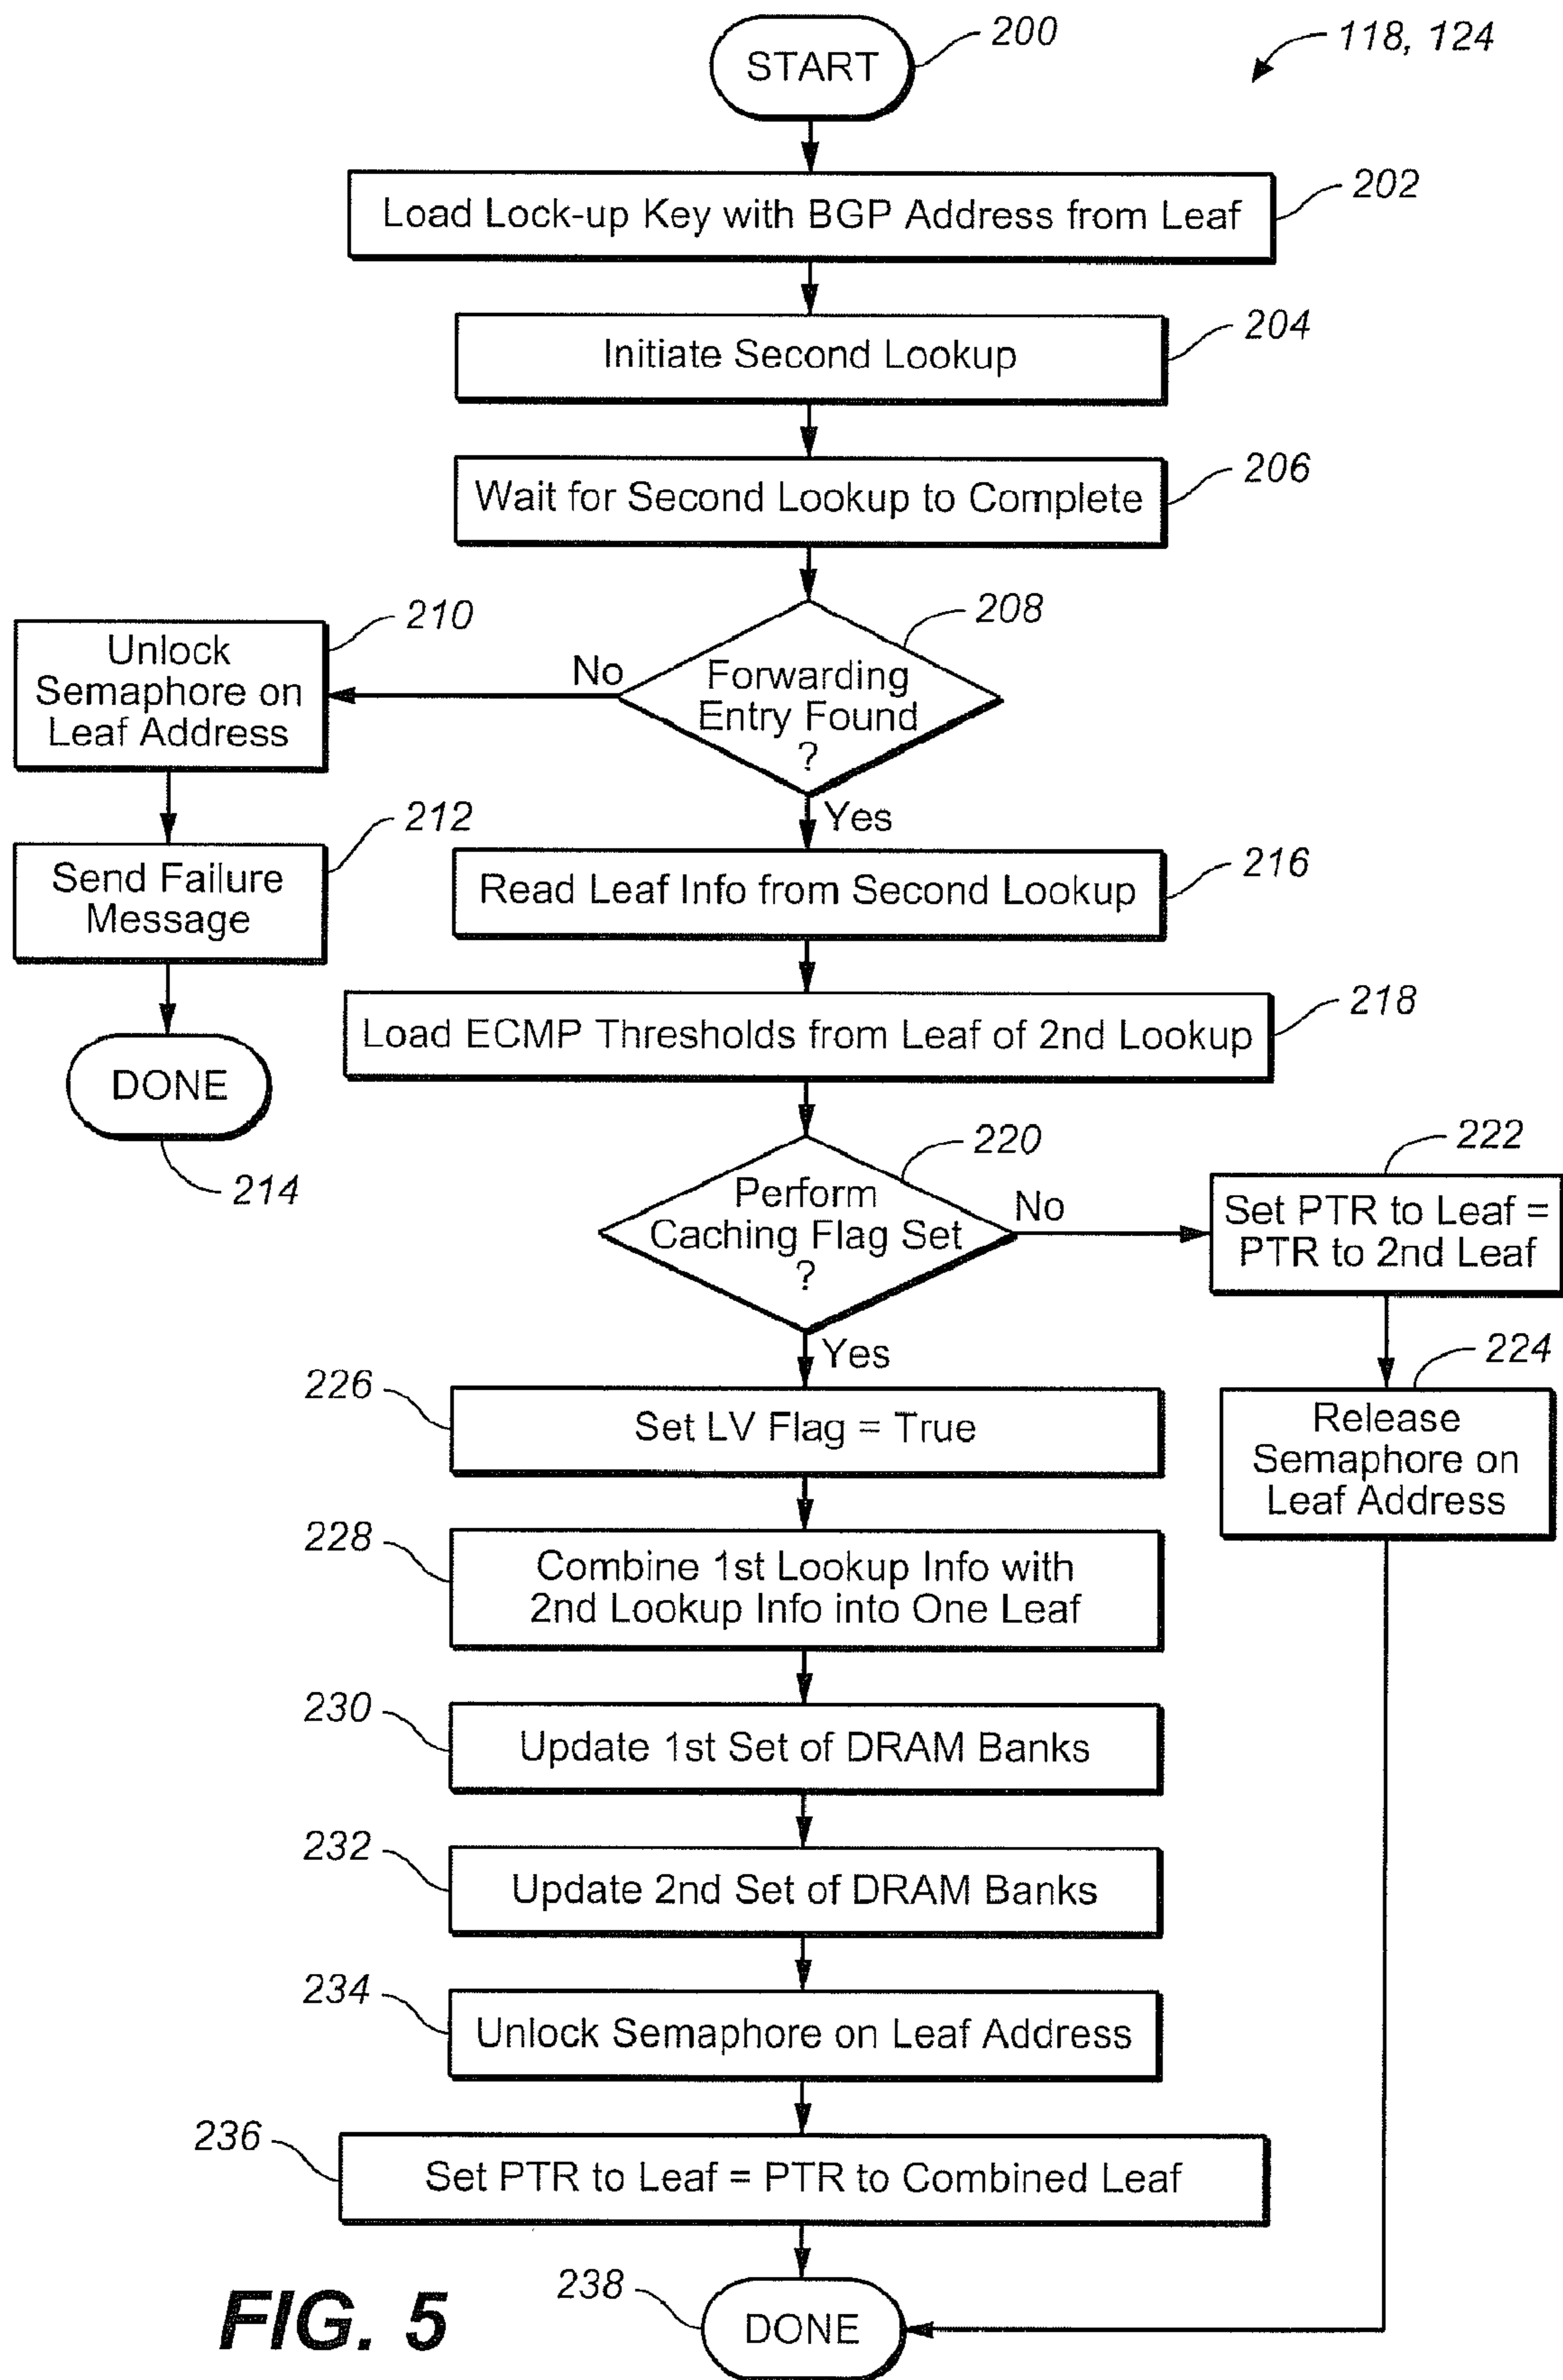 START
200
118, 124
Load Lock-up Key with BGP Address from Leaf
202
Initiate Second Lookup
204
Wait for Second Lookup to Complete
206
Forwarding
Entry Found
?
208
No
Yes
Unlock
Semaphore on
Leaf Address
210
Send Failure
Message
212
DONE
214
Read Leaf Info from Second Lookup
216
Load ECMP Thresholds from Leaf of 2nd Lookup
218
Perform
Caching Flag Set
?
220
No
Yes
Set PTR to Leaf =
PTR to 2nd Leaf
222
Release
Semaphore on
Leaf Address
224
226
Set LV Flag = True
228
Combine 1st Lookup Info with
2nd Lookup Info into One Leaf
230
Update 1st Set of DRAM Banks
232
Update 2nd Set of DRAM Banks
234
Unlock Semaphore on Leaf Address
236
Set PTR to Leaf = PTR to Combined Leaf
238
DONE
FIG. 5